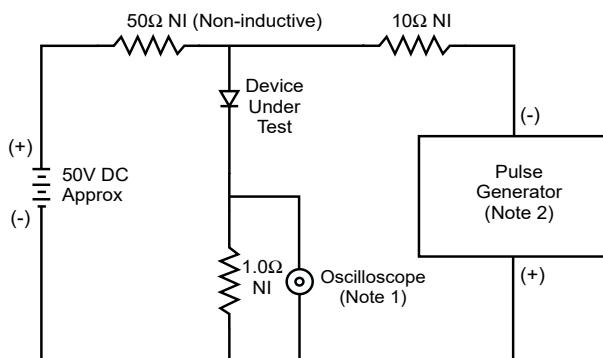 50Ω NI (Non-inductive)
10Ω NI
Device
Under
Test
(+)
50V DC
Approx
(-)
(-)
Pulse
Generator
(Note 2)
(+)
1.0Ω
NI
Oscilloscope
(Note 1)